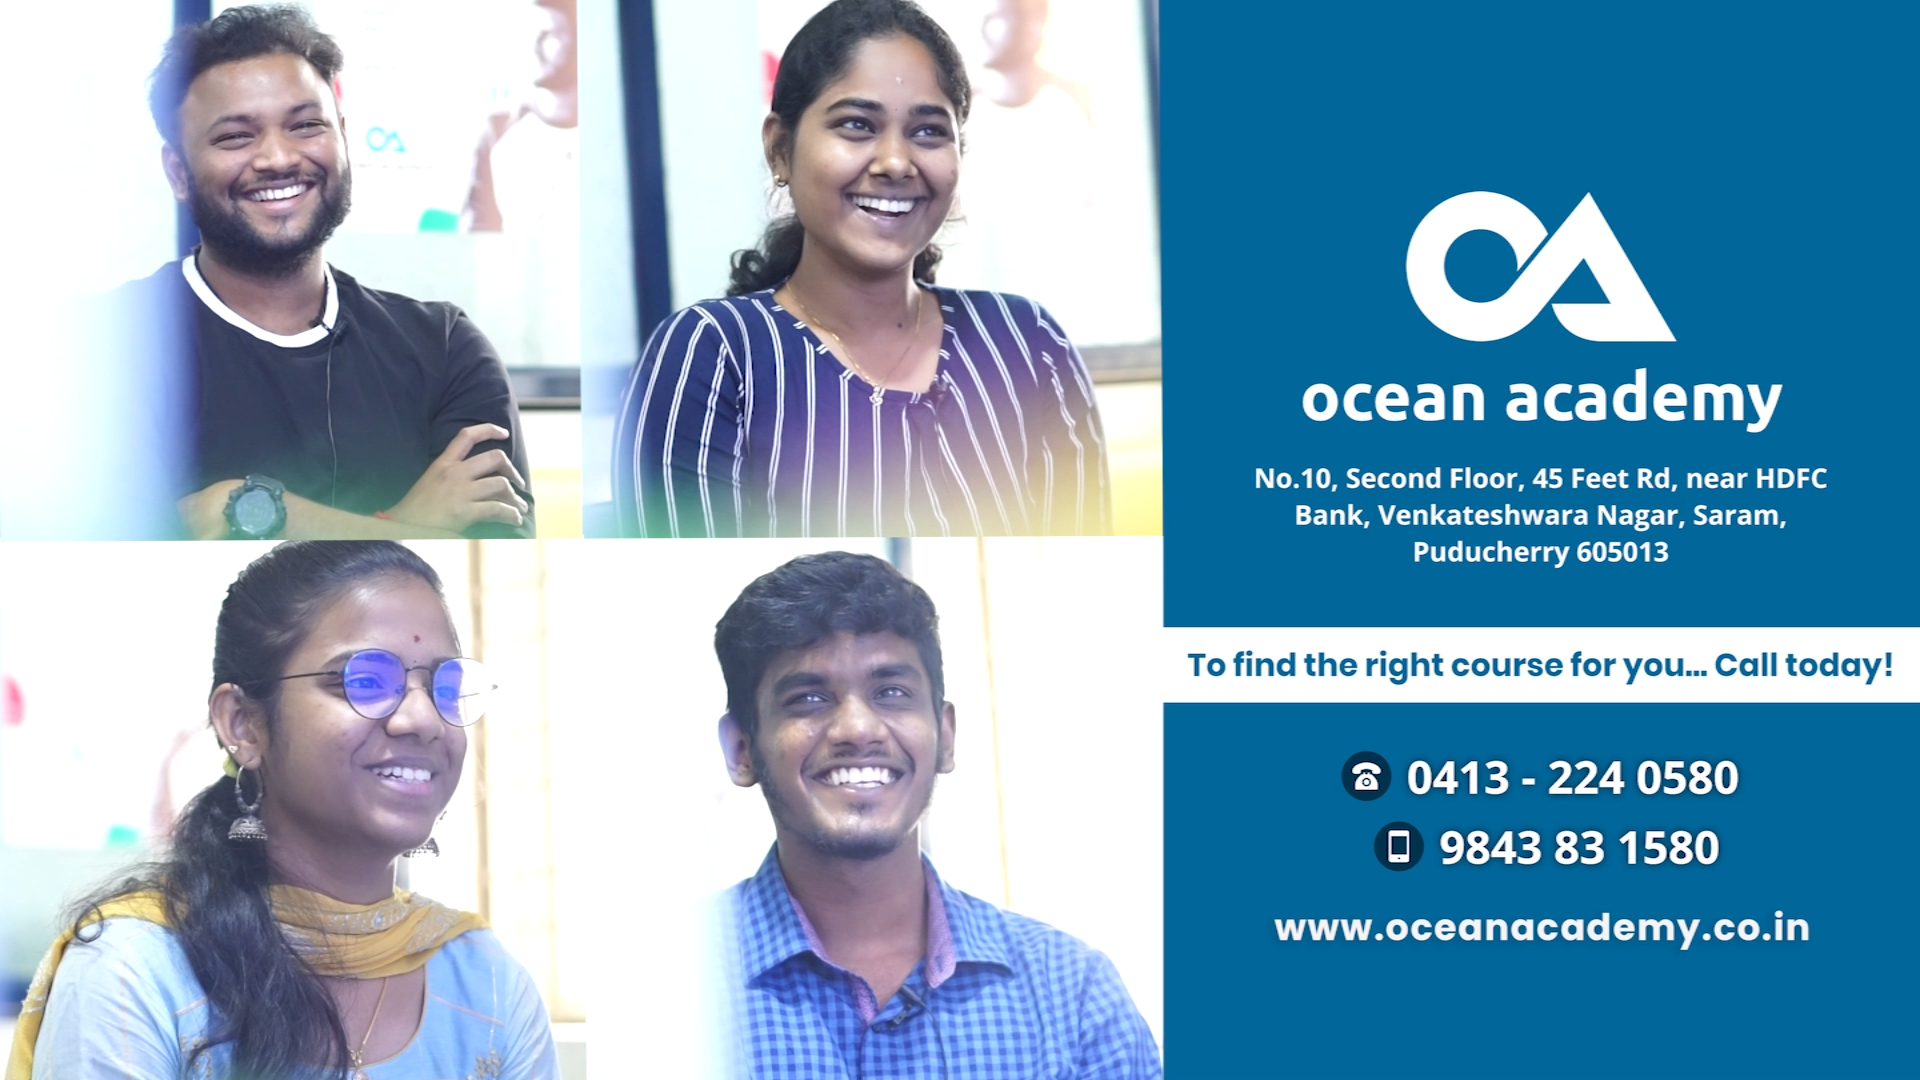 OA
ocean academy
No.10, Second Floor, 45 Feet Rd, near HDFC
Bank, Venkateshwara Nagar, Saram,
Puducherry 605013
To find the right course for you... Call today!
0413 - 224 0580
9843 83 1580
www.oceanacademy.co.in